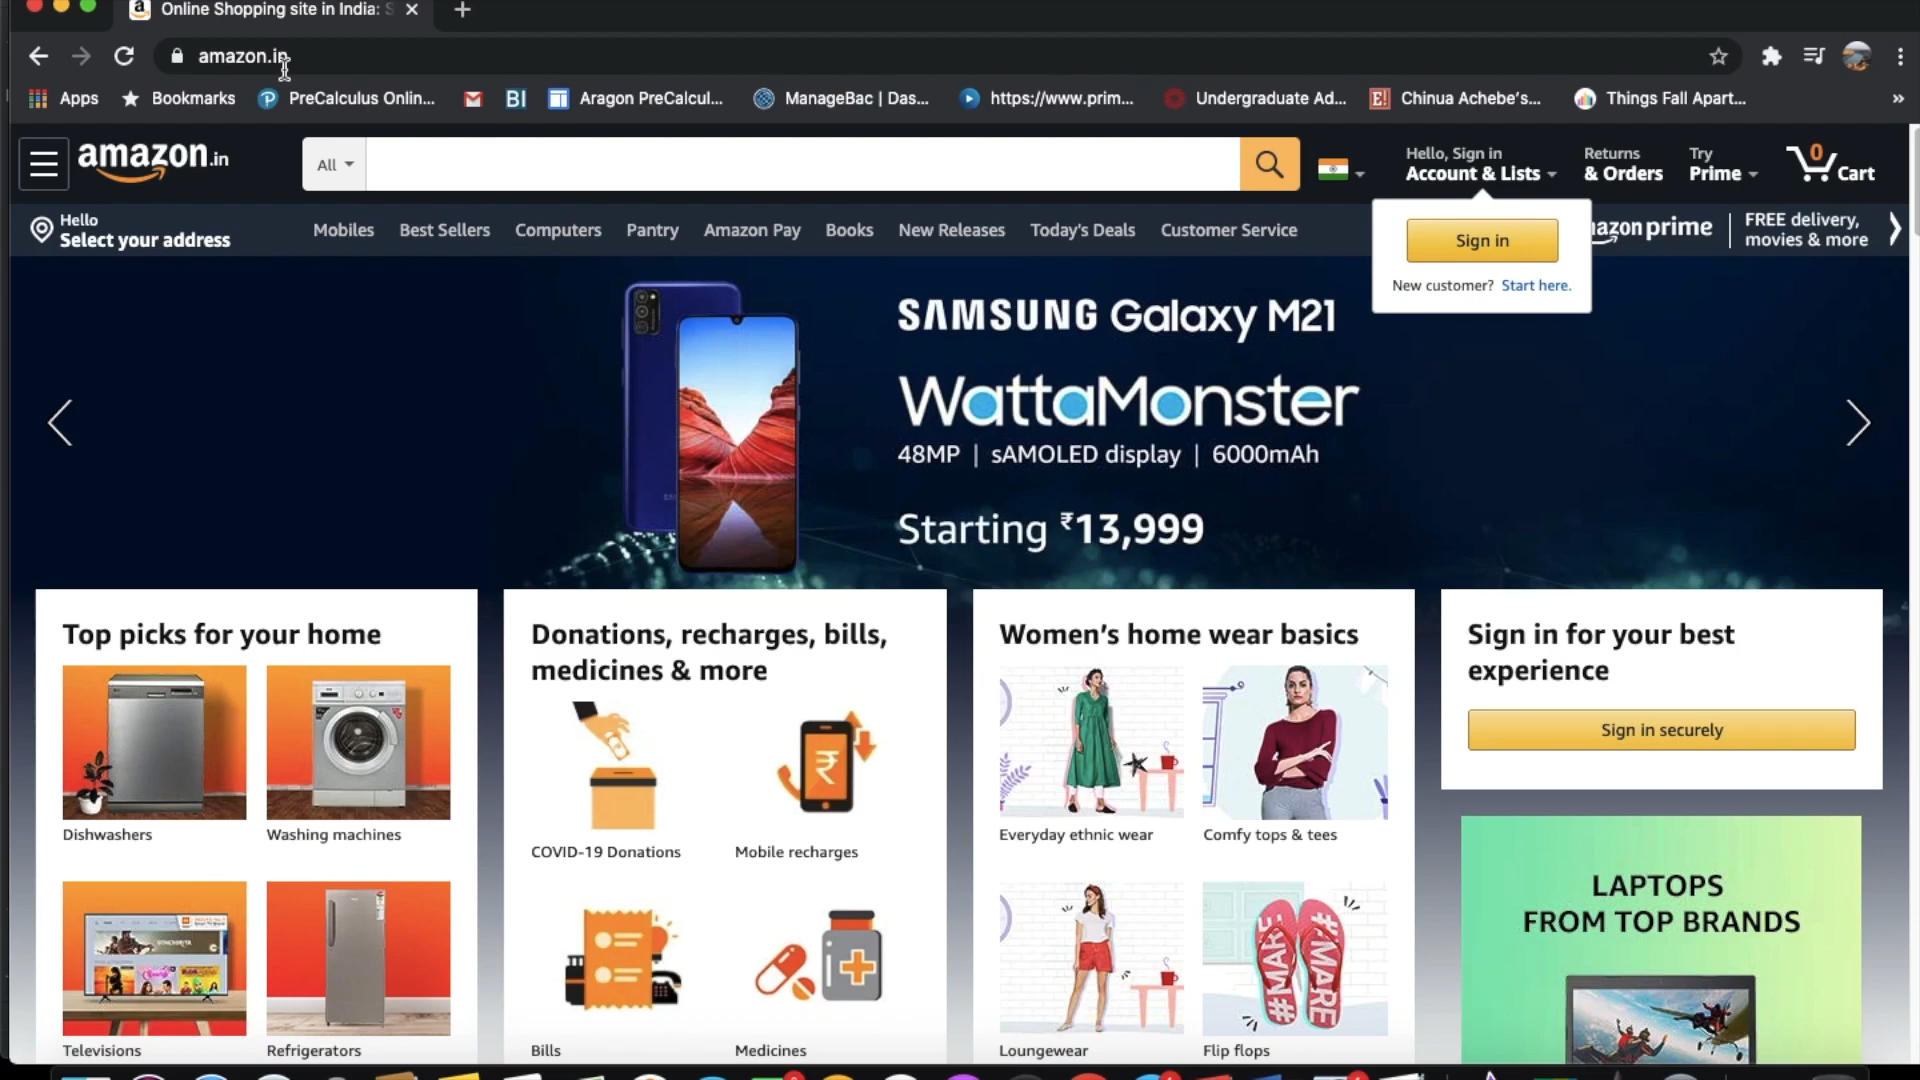 Online Shopping site in India: S
amazon.in
Apps
Bookmarks
PreCalculus Onlin...
BI
Aragon PreCalcul...
ManageBac | Das...
https://www.prim...
Undergraduate Ad...
E!
Chinua Achebe's...
Things Fall Apart...
»
amazon.in
All
Hello, Sign in
Account & Lists
Returns
& Orders
Try
Prime
0
Cart
Hello
Select your address
Mobiles
Best Sellers
Computers
Pantry
Amazon Pay
Books
New Releases
Today's Deals
Customer Service
Sign in
New customer? Start here.
azon prime
FREE delivery,
movies & more
SAMSUNG Galaxy M21
WattaMonster
48MP | sAMOLED display | 6000mAh
Starting ₹13,999
Top picks for your home
Dishwashers
Washing machines
Televisions
Refrigerators
Donations, recharges, bills,
medicines & more
COVID-19 Donations
₹
Mobile recharges
Bills
Medicines
Women's home wear basics
Everyday ethnic wear
Comfy tops & tees
#MAKE
#MARE
Loungewear
Flip flops
Sign in for your best
experience
Sign in securely
LAPTOPS
FROM TOP BRANDS